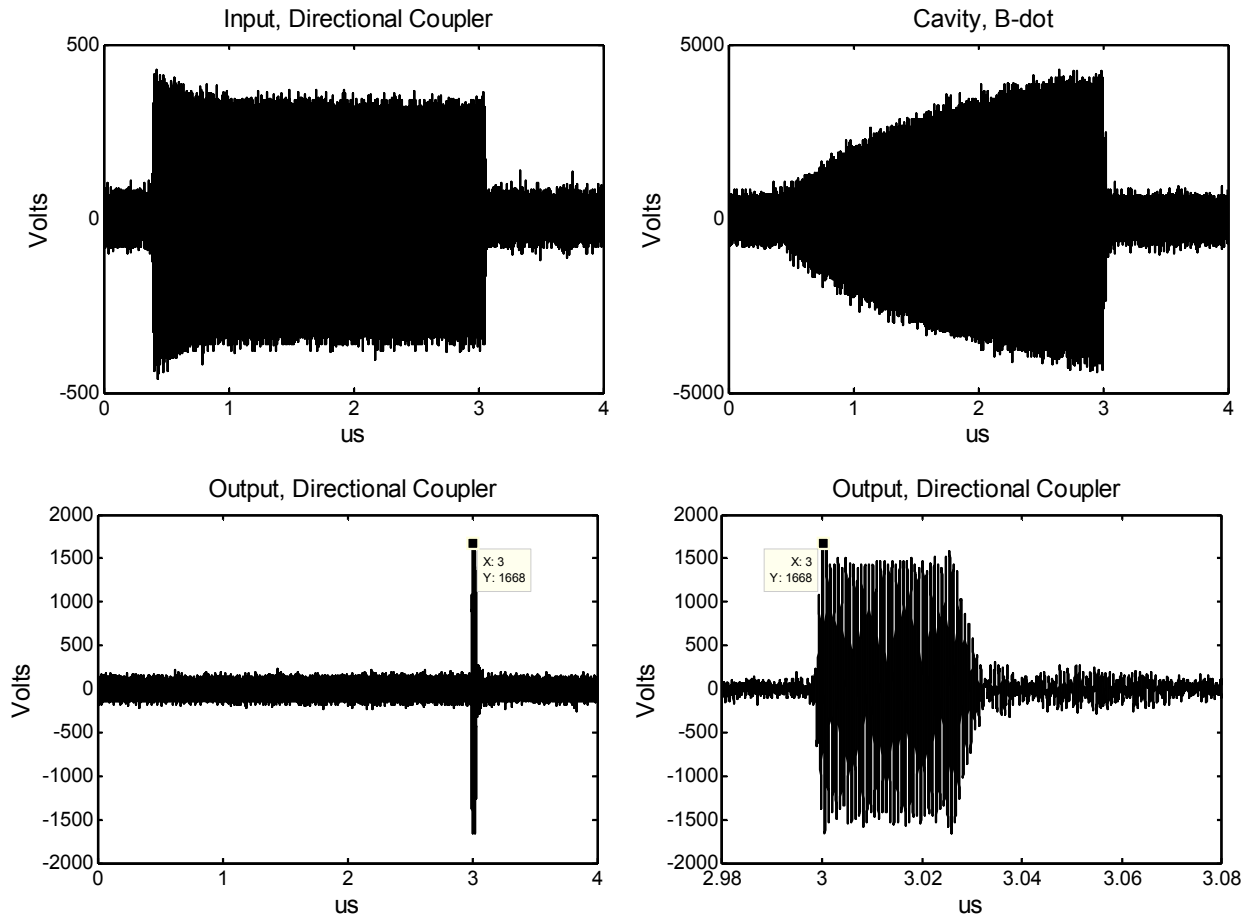 Input, Directional Coupler
500
0
-500
Volts
0 1 2 3 4
us
Cavity, B-dot
5000
0
-5000
Volts
0 1 2 3 4
us
Output, Directional Coupler
2000
1500
1000
500
0
-500
-1000
-1500
-2000
Volts
X: 3
Y: 1668
0 1 2 3 4
us
Output, Directional Coupler
2000
1500
1000
500
0
-500
-1000
-1500
-2000
Volts
X: 3
Y: 1668
2.98 3 3.02 3.04 3.06 3.08
us